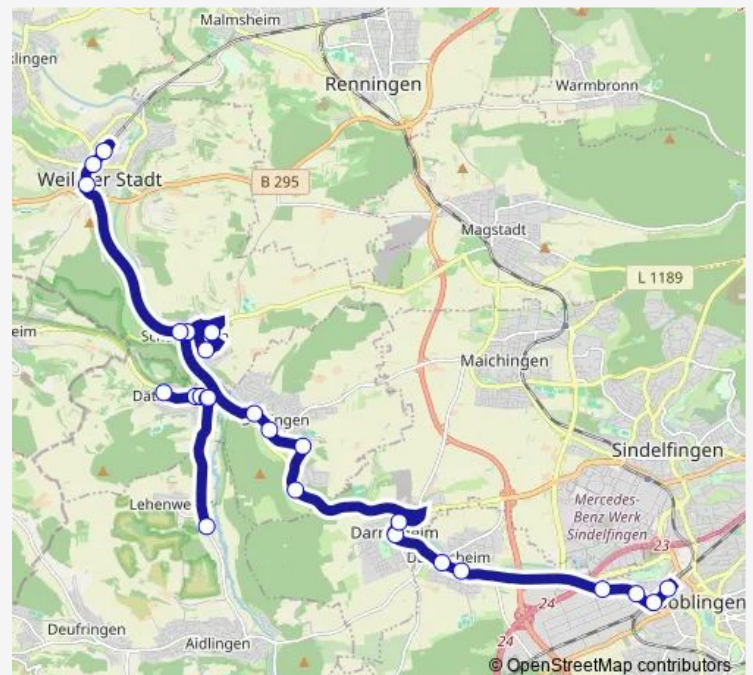 Malmsheim
Renningen
Warmbronn
Weil der Stadt
B 295
Magstadt
L 1189
Maichingen
Sindelfingen
Lehenwe
Mercedes-
Benz Werk
Sindelfingen
23
24
24
Deufringen
Aidlingen
© OpenStreetMap contributors